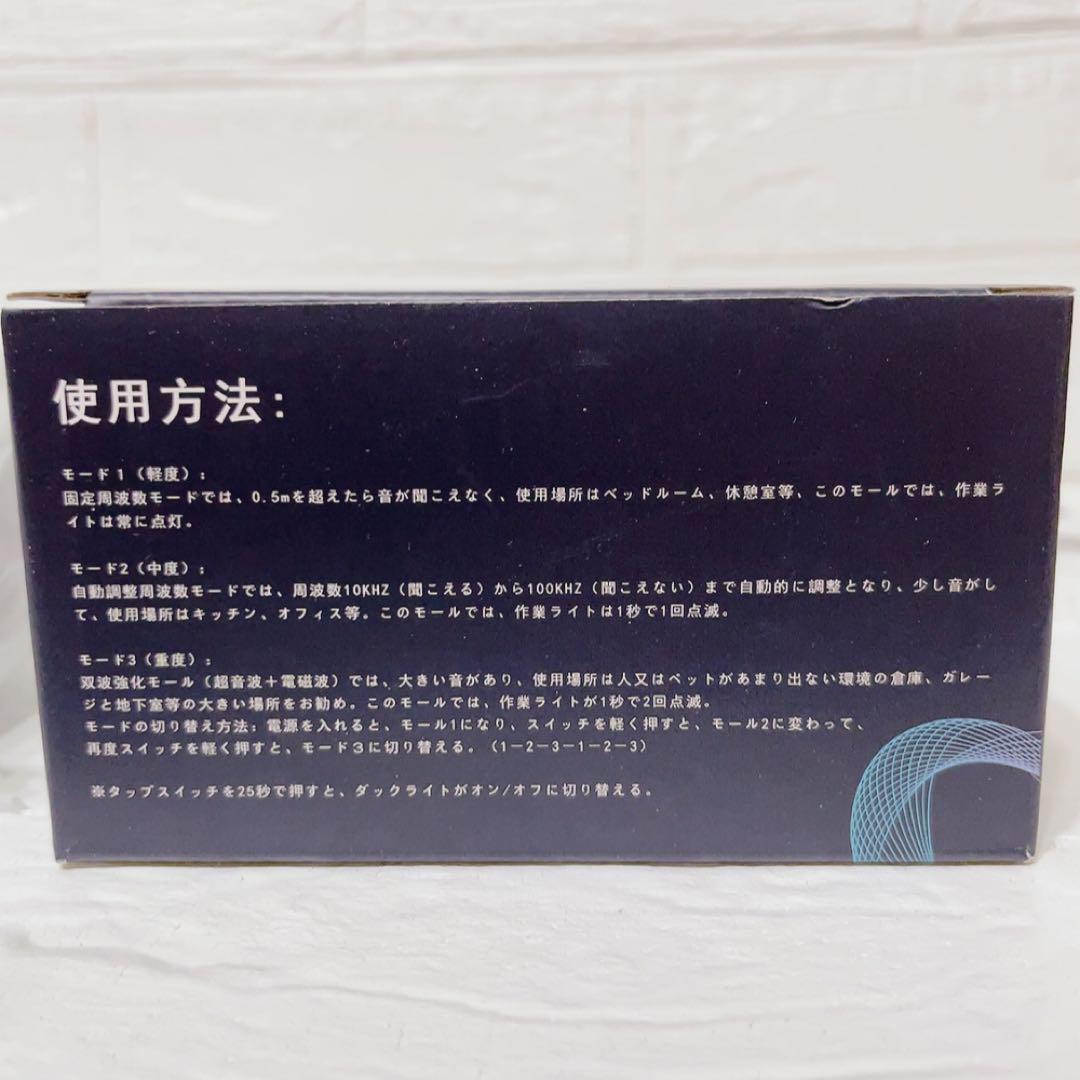 使用方法:
モード1（軽度）:
固定周波数モードでは、0.5mを超えたら音が聞こえなく、使用場所はベッドルーム、休憩室等、このモールでは、作業ラ
イトは常に点灯。
モード2（中度）:
自動調整周波数モードでは、周波数10KHZ（聞こえる）から100KHZ（聞こえない）まで自動的に調整となり、少し音がし
て、使用場所はキッチン、オフィス等。このモールでは、作業ライトは1秒で1回点滅。
モード3（重度）:
双波強化モール（超音波＋電磁波）では、大きい音があり、使用場所は人又はペットがあまり出ない環境の倉庫、ガレー
ジと地下室等の大きい場所をお勧め。このモールでは、作業ライトが1秒で2回点滅。
モードの切り替え方法: 電源を入れると、モール1になり、スイッチを軽く押すと、モール2に変わって、
再度スイッチを軽く押すと、モード3に切り替える。（1－2－3－1－2－3）
※タップスイッチを25秒で押すと、ダックライトがオン/オフに切り替える。